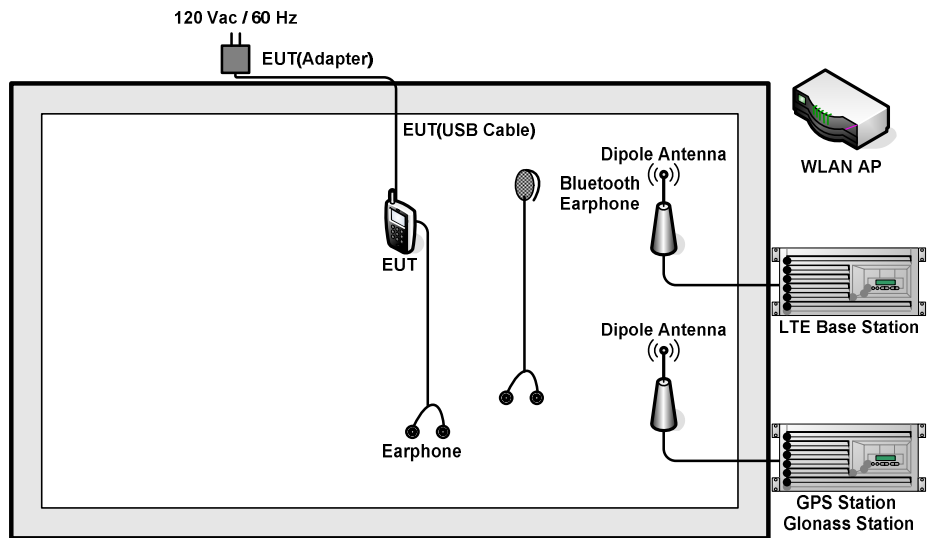 120 Vac / 60 Hz
EUT(Adapter)
EUT(USB Cable)
Dipole Antenna
WLAN AP
Bluetooth
Earphone
EUT
LTE Base Station
Dipole Antenna
Earphone
GPS Station
Glonass Station